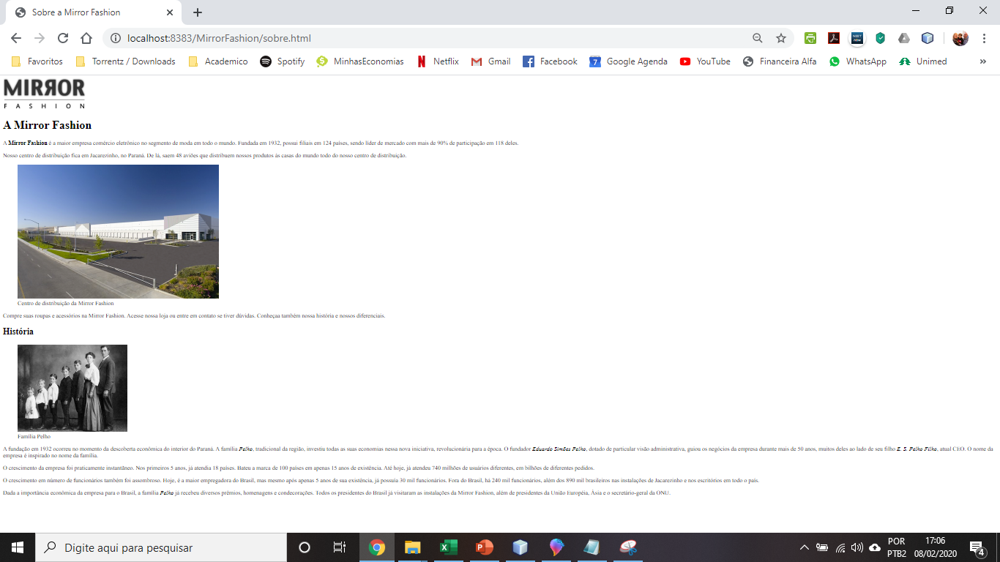 Sobre a Mirror Fashion
localhost:8383/MirrorFashion/sobre.html
Favoritos Torrentz / Downloads Academico Spotify MinhasEconomias Netflix Gmail Facebook 7 Google Agenda YouTube Financeira Alfa WhatsApp Unimed »
MIRROR
FASHION
A Mirror Fashion
A Mirror Fashion é a maior empresa comércio eletrônico no segmento de moda em todo o mundo. Fundada em 1932, possui filiais em 124 países, sendo líder de mercado com mais de 90% de participação em 118 deles.
Nosso centro de distribuição fica em Jacarezinho, no Paraná. De lá, saem 48 aviões que distribuem nossos produtos às casas do mundo todo do nosso centro de distribuição.
Centro de distribuição da Mirror Fashion
Compre suas roupas e acessórios na Mirror Fashion. Acesse nossa loja ou entre em contato se tiver dúvidas. Conheçaa também nossa história e nossos diferenciais.
História
Família Pelho
A fundação em 1932 ocorreu no momento da descoberta econômica do interior do Paraná. A família Pelho, tradicional da região, investiu todas as suas economias nessa nova iniciativa, revolucionária para a época. O fundador Eduardo Simões Pelho, dotado de particular visão administrativa, guiou os negócios da empresa durante mais de 50 anos, muitos deles ao lado de seu filho E. S. Pelho Filho, atual CEO. O nome da
empresa é inspirado no nome da família.
O crescimento da empresa foi praticamente instantâneo. Nos primeiros 5 anos, já atendia 18 países. Bateu a marca de 100 países em apenas 15 anos de existência. Até hoje, já atendeu 740 milhões de usuários diferentes, em bilhões de diferentes pedidos.
O crescimento em número de funcionários também foi assombroso. Hoje, é a maior empregadora do Brasil, mas mesmo após apenas 5 anos de sua existência, já possuía 30 mil funcionários. Fora do Brasil, há 240 mil funcionários, além dos 890 mil brasileiros nas instalações de Jacarezinho e nos escritórios em todo o país.
Dada a importância econômica da empresa para o Brasil, a família Pelho já recebeu diversos prêmios, homenagens e condecorações. Todos os presidentes do Brasil já visitaram as instalações da Mirror Fashion, além de presidentes da União Européia, Ásia e o secretário-geral da ONU.
Digite aqui para pesquisar
POR 17:06
PTB2 08/02/2020 4